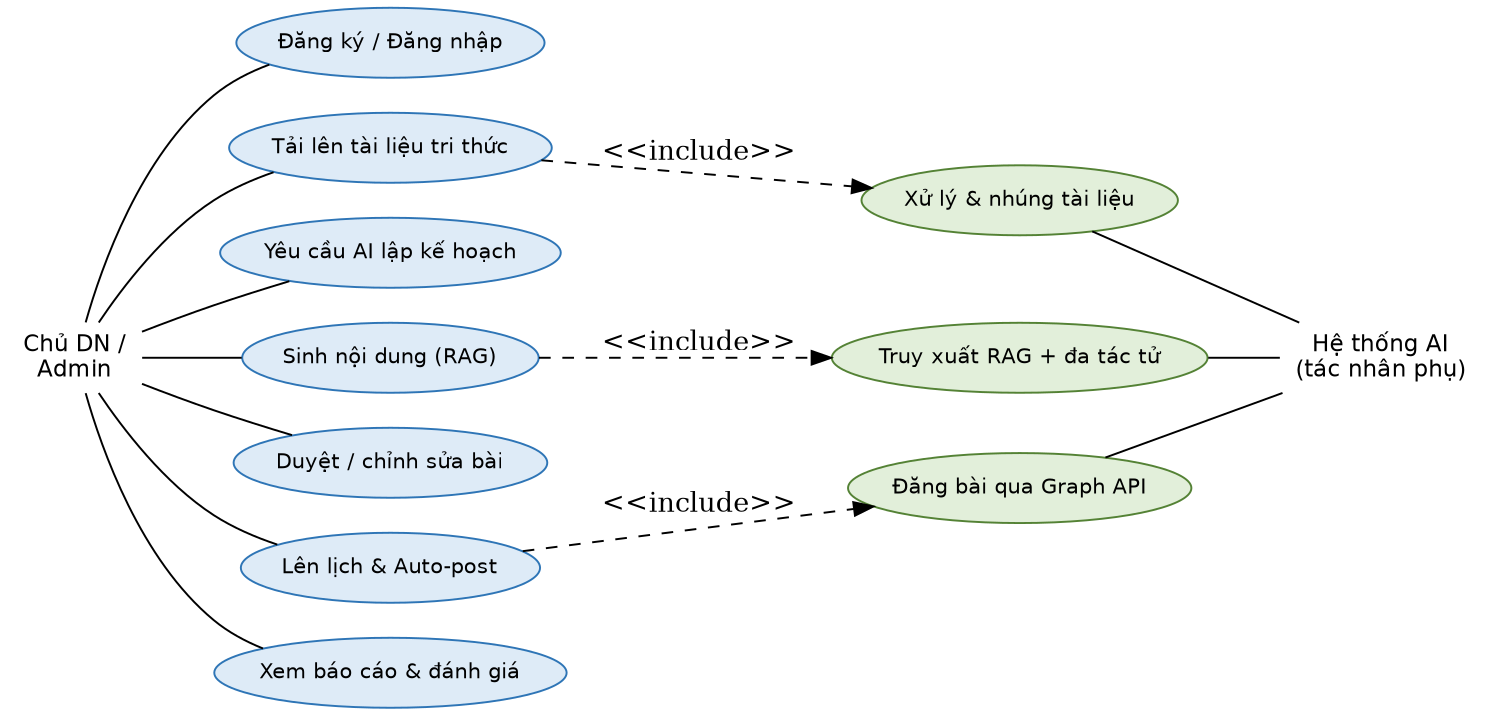 Đăng ký / Đăng nhập
Tải lên tài liệu tri thức
<<include>>
Xử lý & nhúng tài liệu
Yêu cầu AI lập kế hoạch
Chủ DN /
Admin
Sinh nội dung (RAG)
<<include>>
Truy xuất RAG + đa tác tử
Hệ thống AI
(tác nhân phụ)
Duyệt / chỉnh sửa bài
<<include>>
Đăng bài qua Graph API
Lên lịch & Auto-post
Xem báo cáo & đánh giá